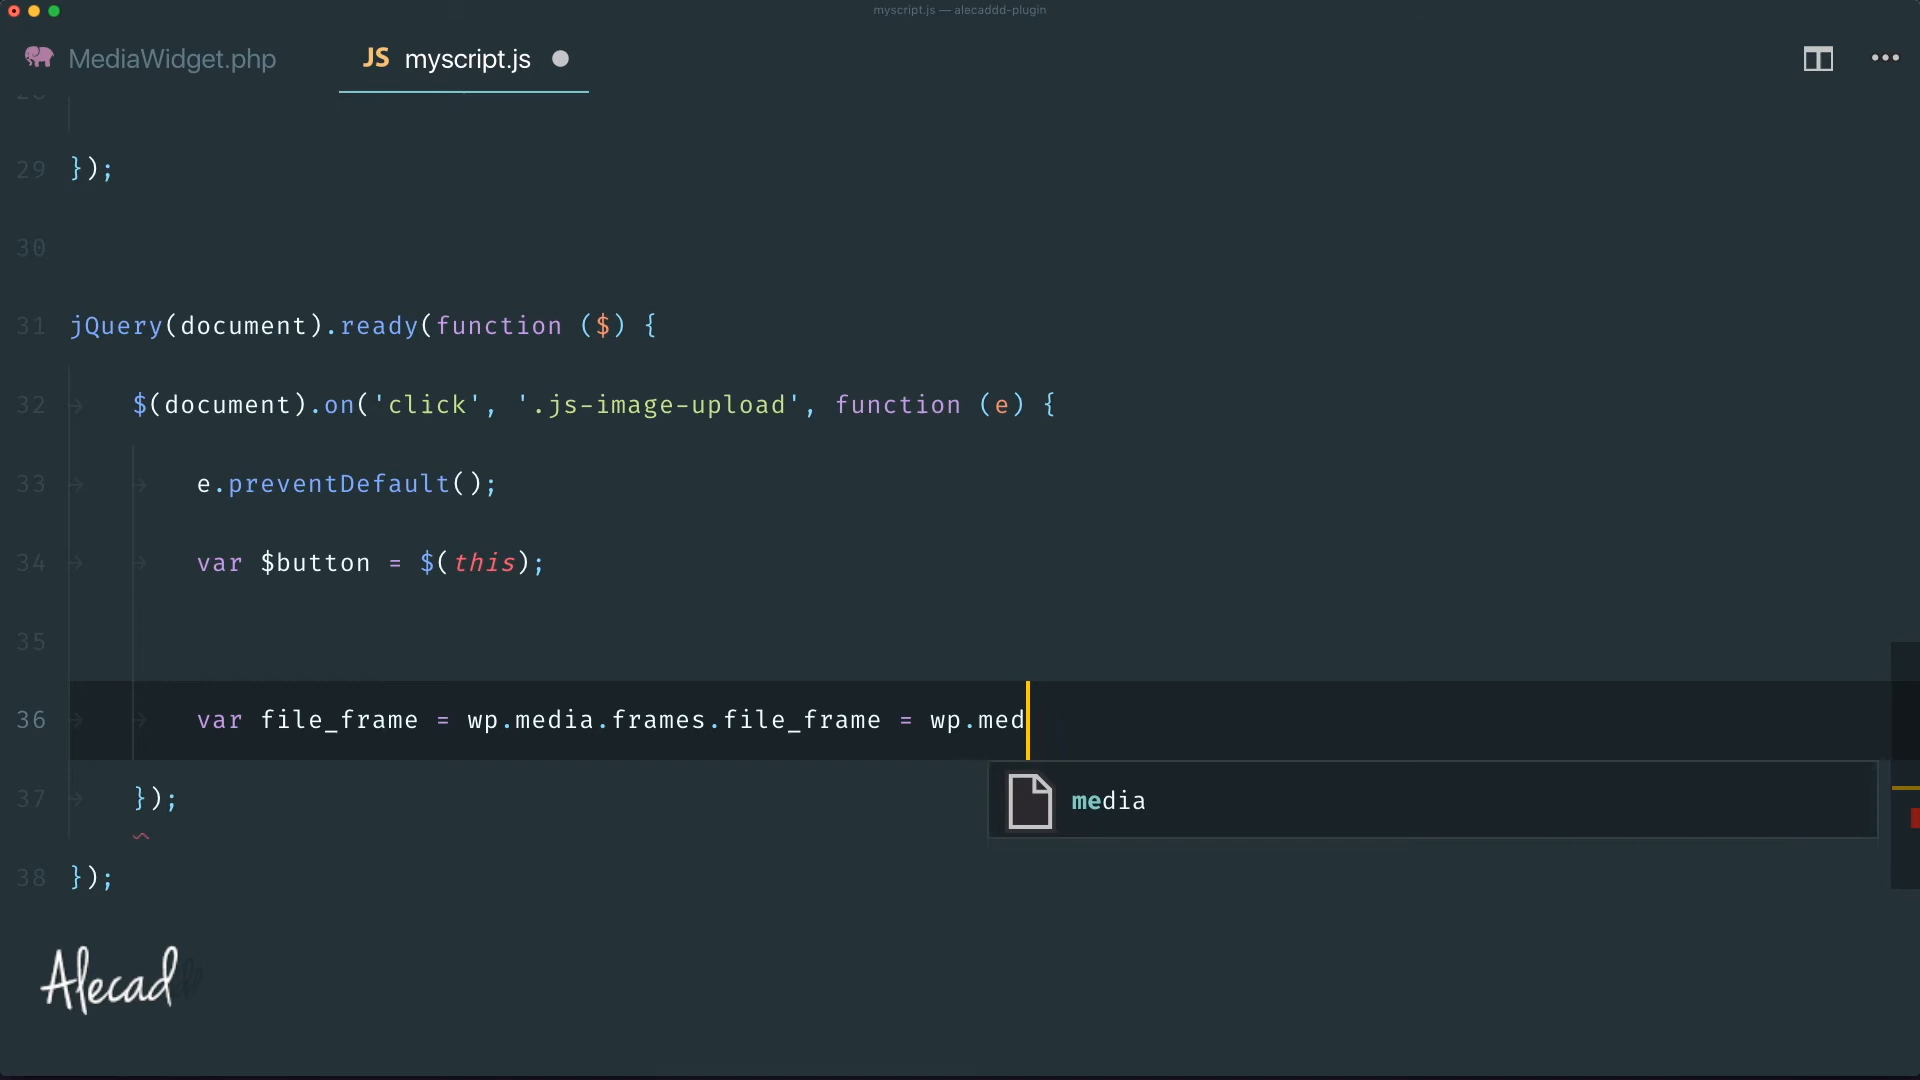 myscript.js — alecaddd-plugin
MediaWidget.php
JS myscript.js
29 });
30
31 jQuery(document).ready(function ($) {
32 $(document).on('click', '.js-image-upload', function (e) {
33 e.preventDefault();
34 var $button = $(this);
35
36 var file_frame = wp.media.frames.file_frame = wp.med
media
37 });
38 });
Alecad